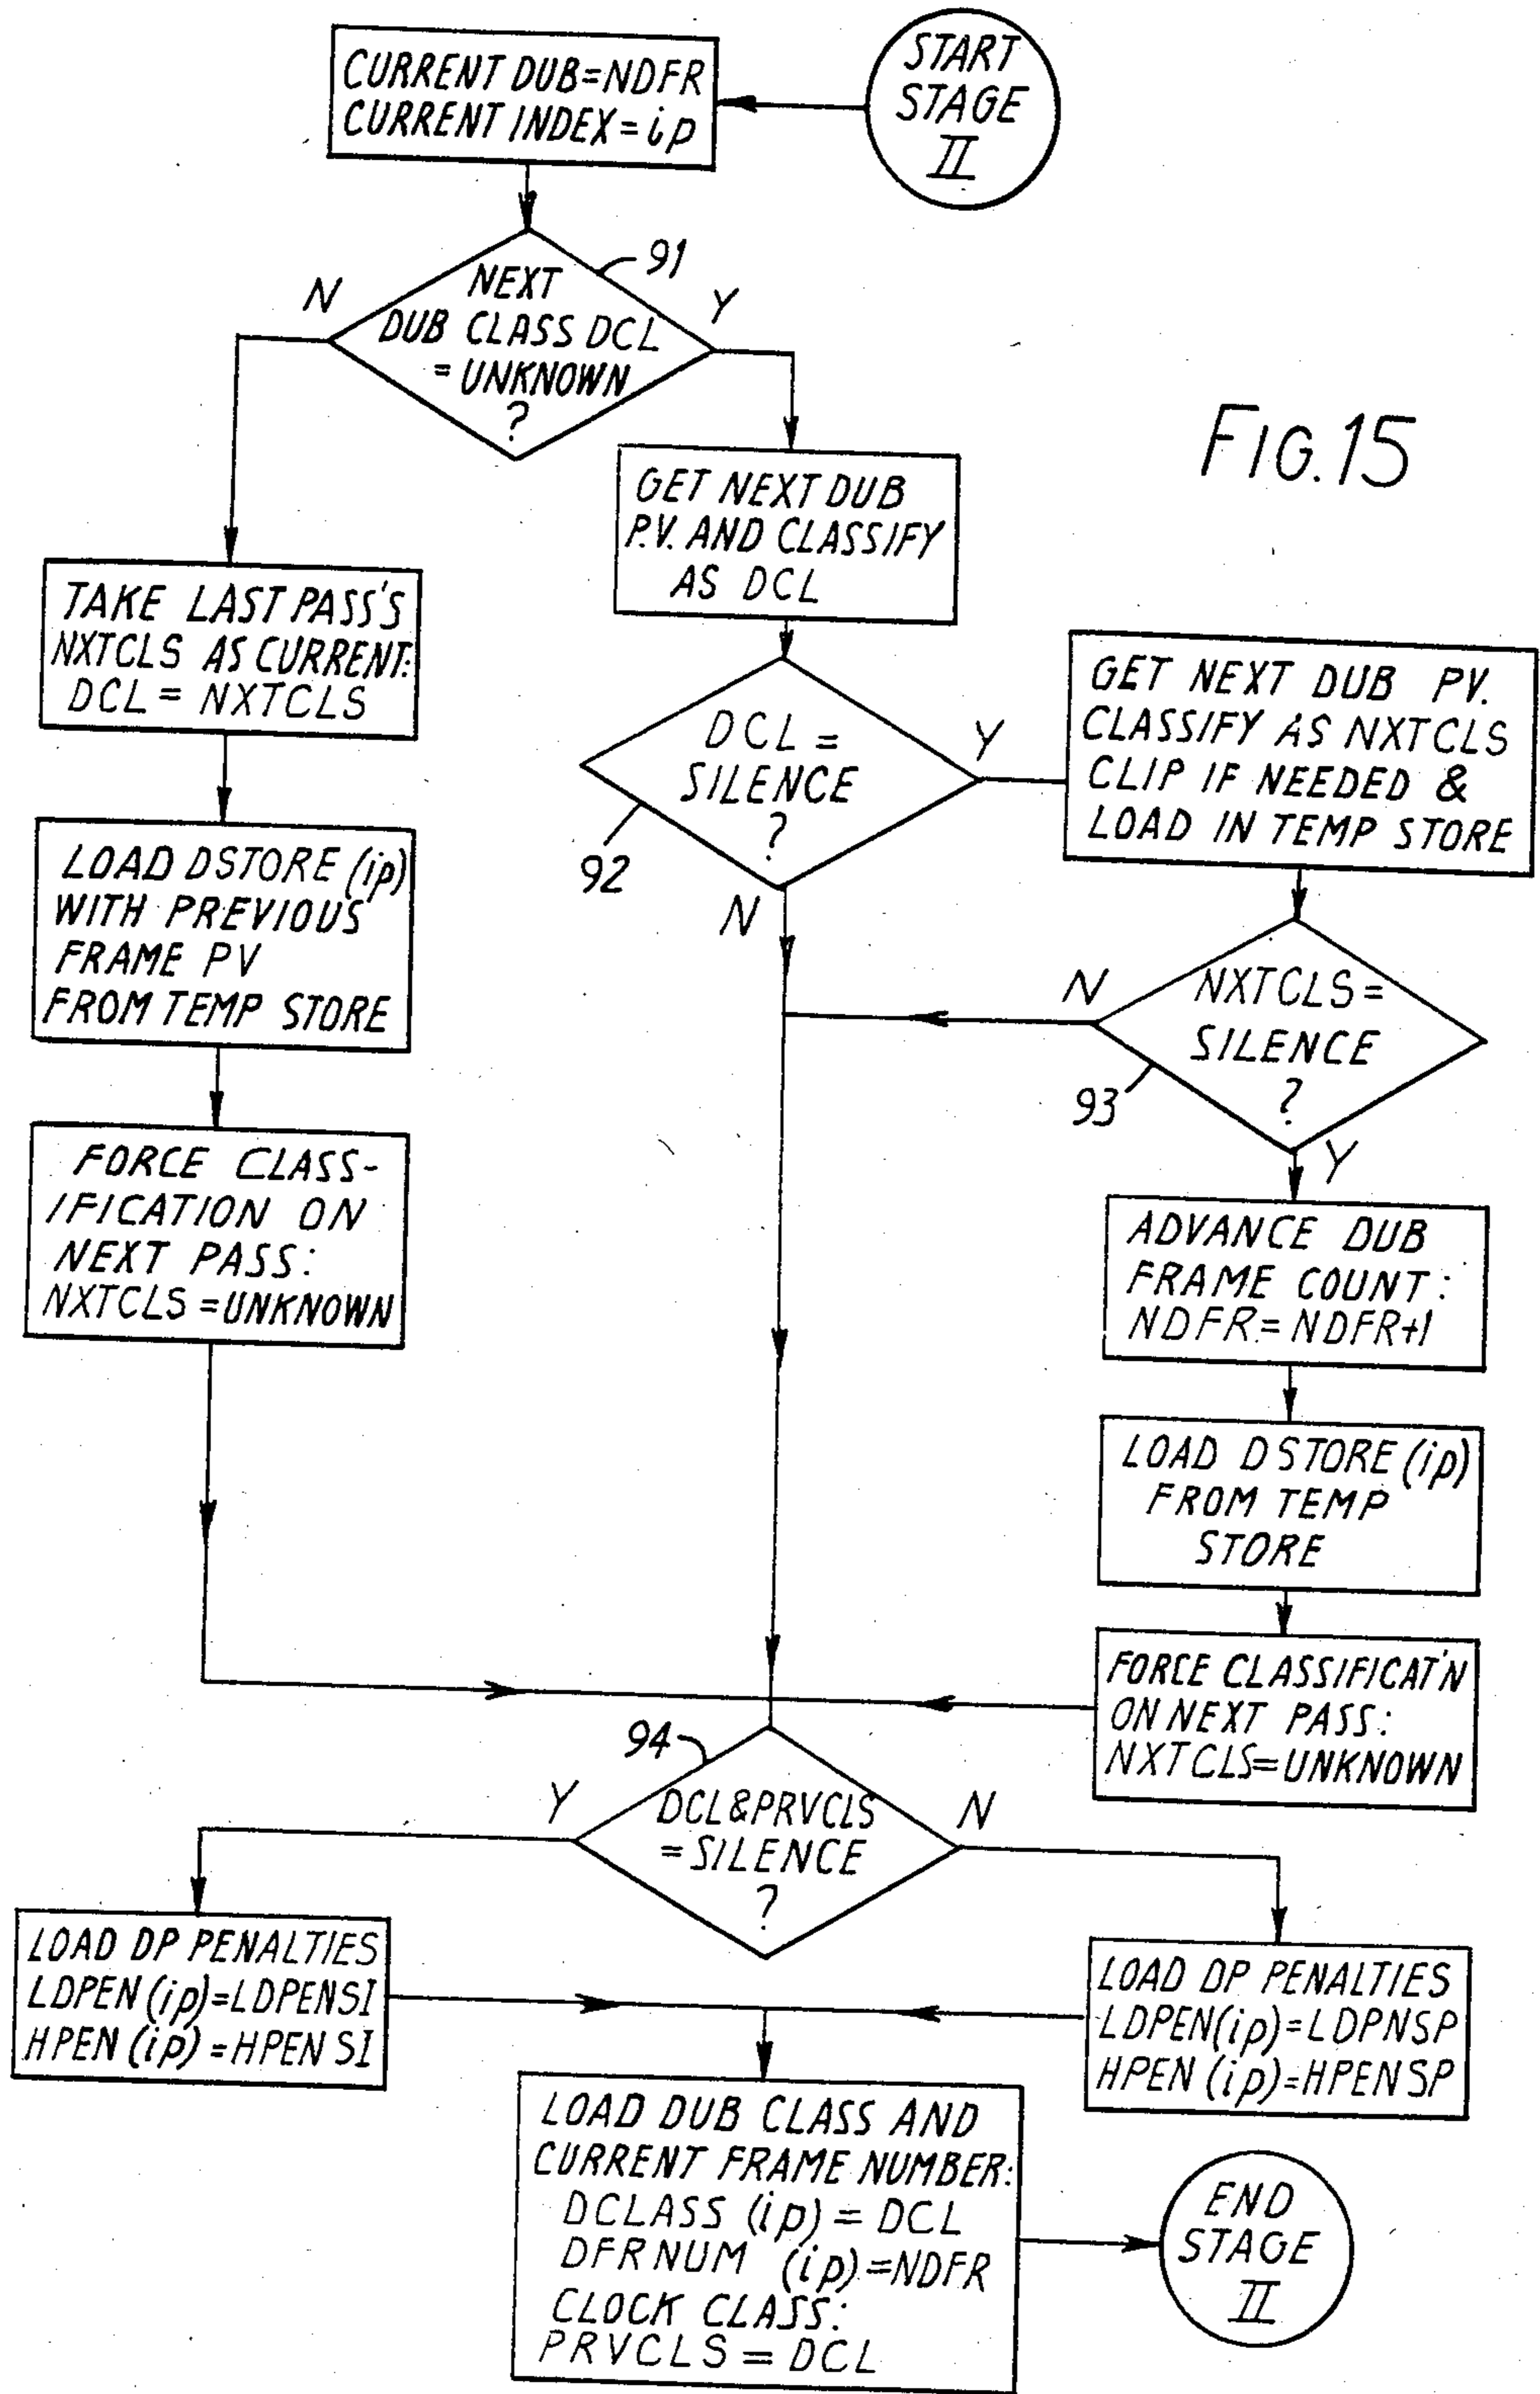 CURRENT DUB=NDFR
CURRENT INDEX=ip
START
STAGE
II
91
N
NEXT
DUB CLASS DCL
= UNKNOWN
?
Y
FIG.15
GET NEXT DUB
P.V. AND CLASSIFY
AS DCL
TAKE LAST PASS'S
NXTCLS AS CURRENT:
DCL = NXTCLS
GET NEXT DUB PV.
CLASSIFY AS NXTCLS
CLIP IF NEEDED &
LOAD IN TEMP STORE
DCL =
SILENCE
?
Y
92
N
LOAD DSTORE (ip)
WITH PREVIOUS
FRAME PV
FROM TEMP STORE
N
NXTCLS =
SILENCE
?
93
Y
FORCE CLASS-
IFICATION ON
NEXT PASS:
NXTCLS = UNKNOWN
ADVANCE DUB
FRAME COUNT:
NDFR = NDFR+1
LOAD DSTORE (ip)
FROM TEMP
STORE
FORCE CLASSIFICAT'N
ON NEXT PASS:
NXTCLS=UNKNOWN
94
Y
DCL&PRVCLS
= SILENCE
?
N
LOAD DP PENALTIES
LDPEN (ip)=LDPENSI
HPEN (ip) =HPENSI
LOAD DP PENALTIES
LDPEN(ip)=LDPNSP
HPEN (ip)=HPENSP
LOAD DUB CLASS AND
CURRENT FRAME NUMBER:
DCLASS (ip) = DCL
DFRNUM (ip)=NDFR
CLOCK CLASS:
PRVCLS = DCL
END
STAGE
II